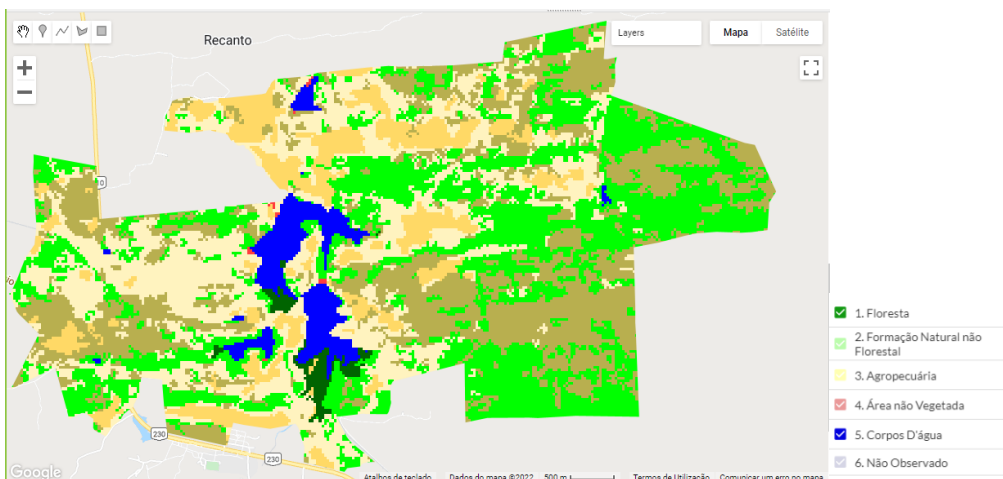 Recanto
Layers
Mapa
Satélite
10
230
230
Google
Atalhos de teclado
Dados do mapa ©2022
500 m
Termos de Utilização
Comunicar um erro no mapa
1. Floresta
2. Formação Natural não
Florestal
3. Agropecuária
4. Área não Vegetada
5. Corpos D'água
6. Não Observado